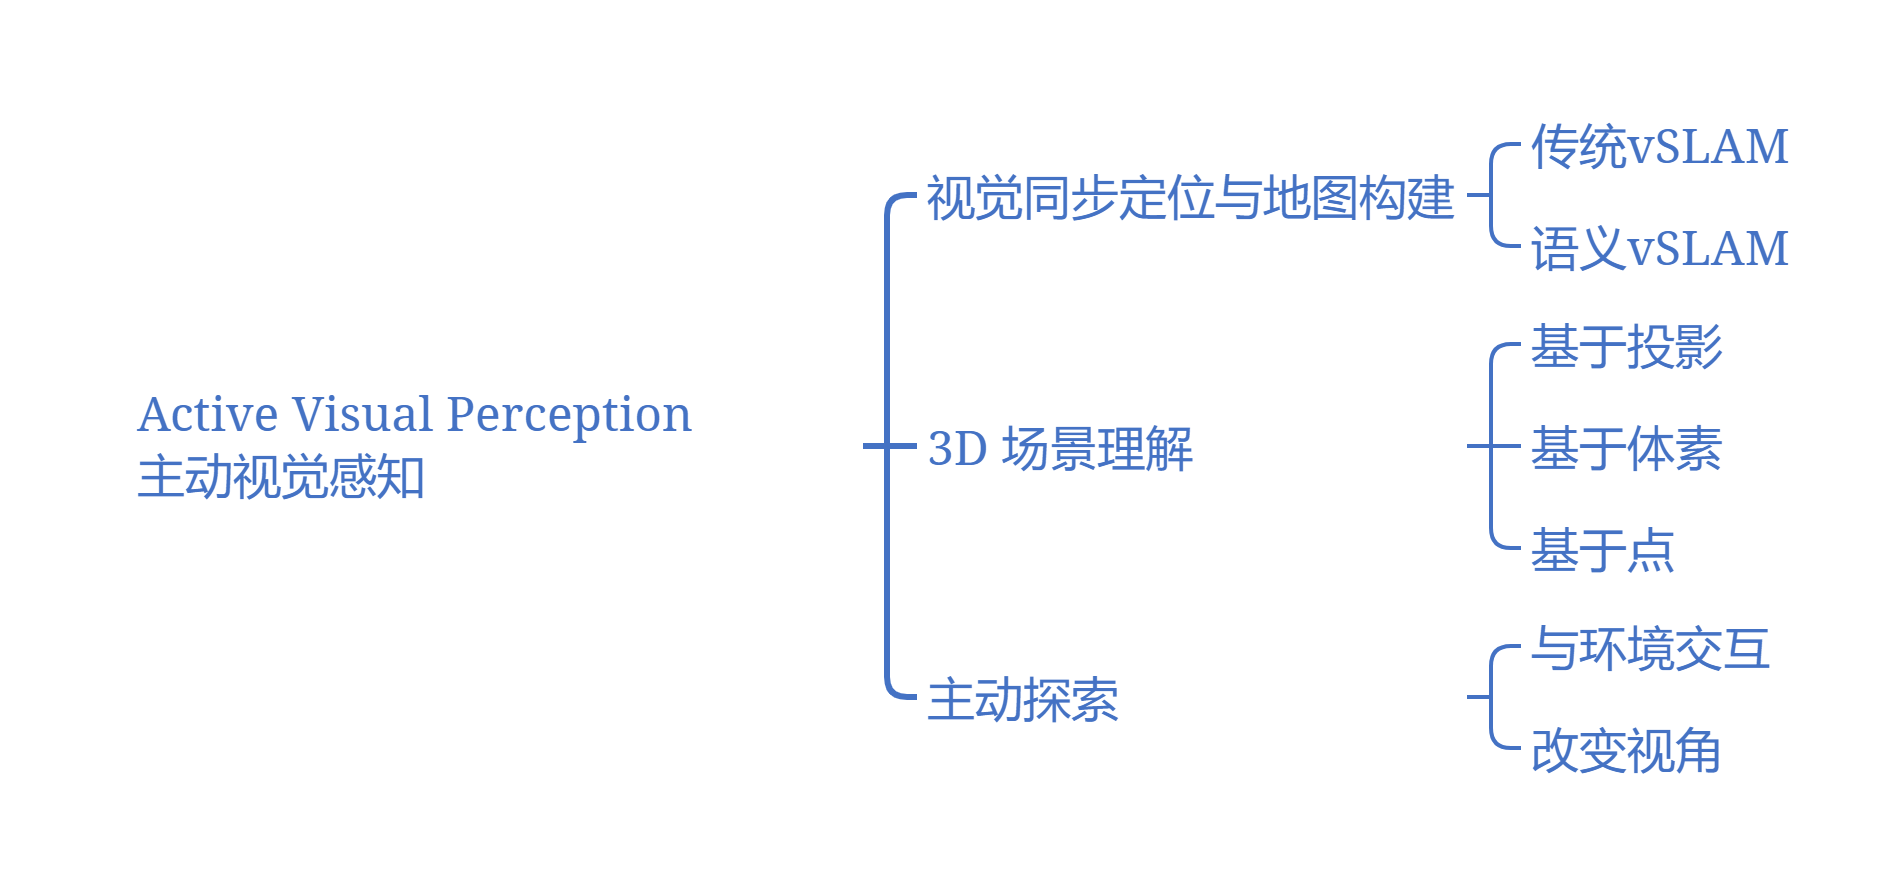 Active Visual Perception
主动视觉感知
视觉同步定位与地图构建
传统vSLAM
语义vSLAM
3D 场景理解
基于投影
基于体素
基于点
主动探索
与环境交互
改变视角